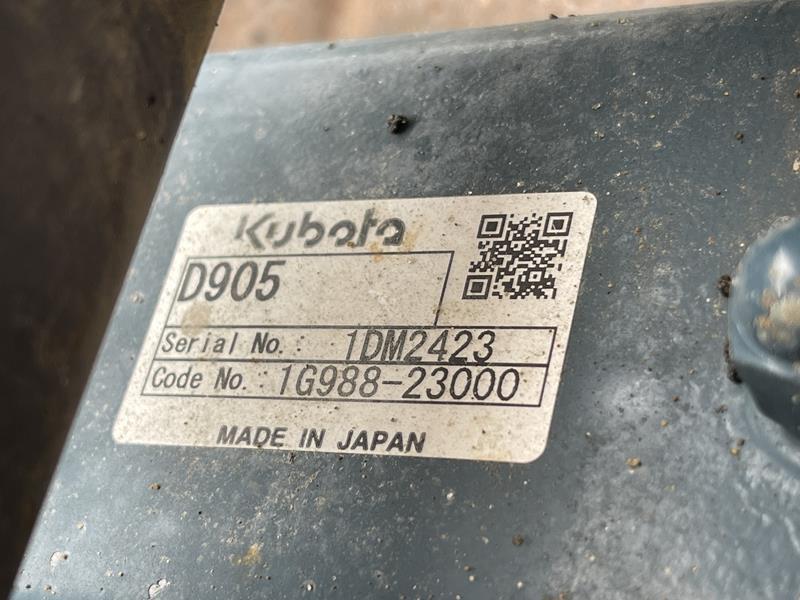 Kubota
D905
Serial No.: 1DM2423
Code No.: 1G988-23000
MADE IN JAPAN